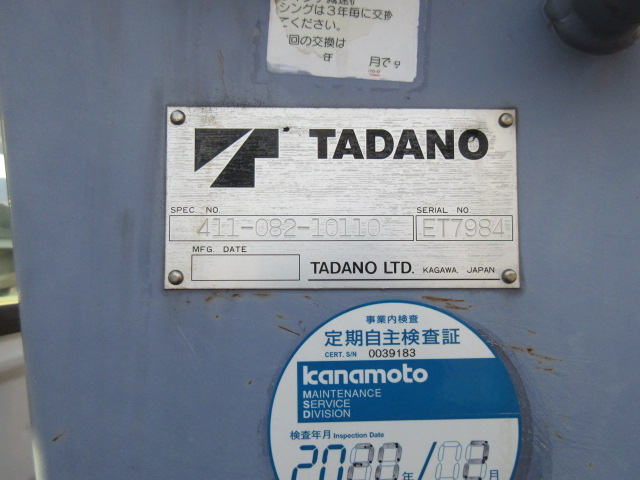 シングは3年毎に交換
てください。
回の交換は
年 月です
TADANO
SPEC. NO. SERIAL NO.
411-082-10110 ET7984
MFG. DATE
TADANO LTD. KAGAWA, JAPAN
事業内検査
定期自主検査証
CERT. S/N 0039183
kanamoto
MAINTENANCE
SERVICE
DIVISION
検査年月 Inspection Date
年 / 2月